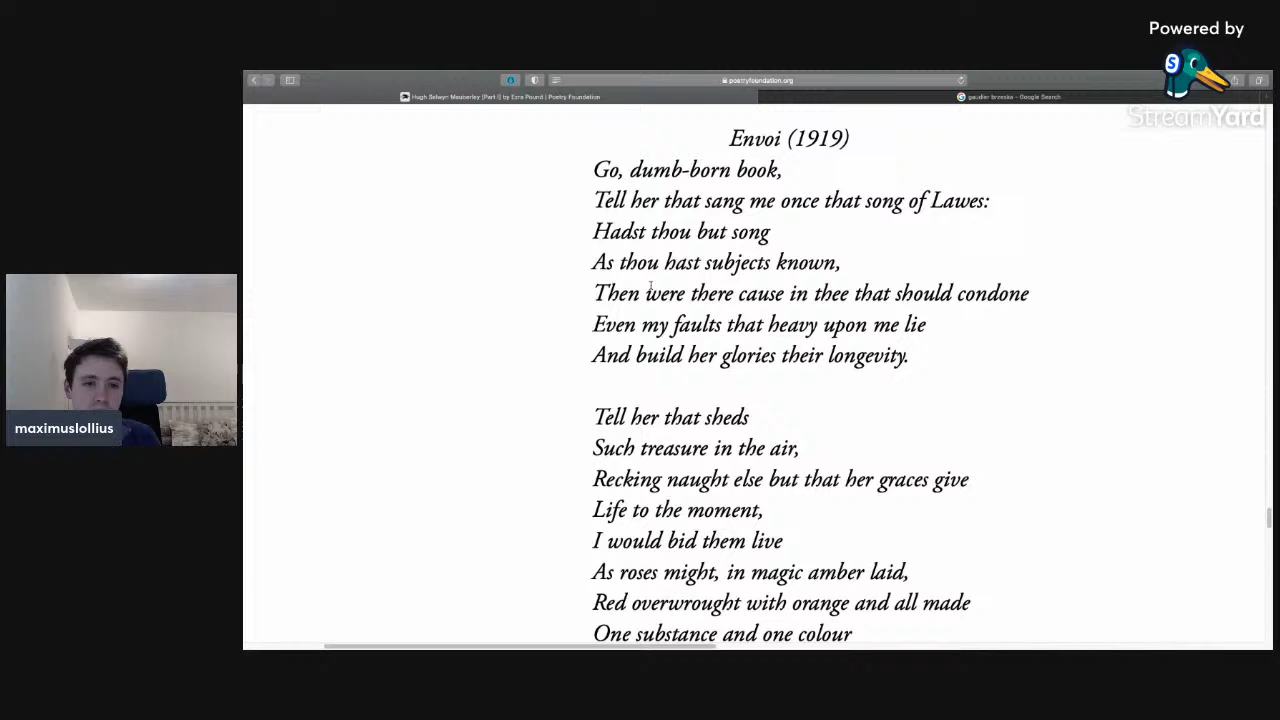 Powered by
S
StreamYard
poetryfoundation.org
Hugh Selwyn Mauberley [Part I] by Ezra Pound | Poetry Foundation
gaudier brzeska - Google Search
Envoi (1919)
Go, dumb-born book,
Tell her that sang me once that song of Lawes:
Hadst thou but song
As thou hast subjects known,
Then were there cause in thee that should condone
Even my faults that heavy upon me lie
And build her glories their longevity.
Tell her that sheds
Such treasure in the air,
Recking naught else but that her graces give
Life to the moment,
I would bid them live
As roses might, in magic amber laid,
Red overwrought with orange and all made
One substance and one colour
maximuslollius